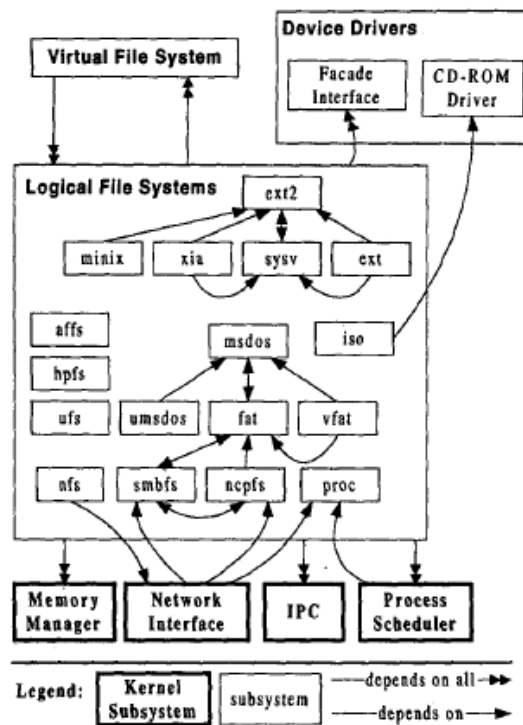 Device Drivers
Virtual File System
Facade
Interface
CD-ROM
Driver
Logical File Systems
ext2
minix
xia
sysv
ext
affs
msdos
iso
hpfs
ufs
umsdos
fat
vfat
nfs
smbfs
ncpfs
proc
Memory
Manager
Network
Interface
IPC
Process
Scheduler
Legend:
Kernel
Subsystem
subsystem
depends on all
depends on